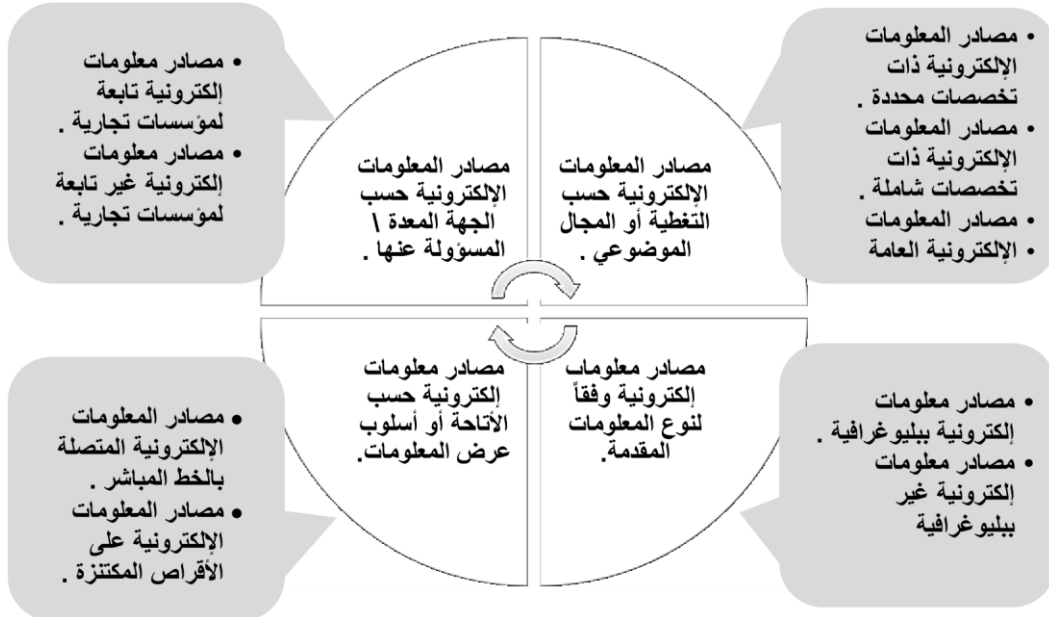 • مصادر المعلومات
الإلكترونية ذات
تخصصات محددة .
• مصادر المعلومات
الإلكترونية ذات
تخصصات شاملة .
• مصادر المعلومات
• الإلكترونية العامة
مصادر المعلومات
الإلكترونية حسب
التغطية أو المجال
الموضوعي .
مصادر المعلومات
الإلكترونية حسب
الجهة المعدة \
المسؤولة عنها .
• مصادر معلومات
إلكترونية تابعة
لمؤسسات تجارية .
• مصادر معلومات
إلكترونية غير تابعة
لمؤسسات تجارية .
• مصادر معلومات
إلكترونية ببليوغرافية .
• مصادر معلومات
إلكترونية غير
ببليوغرافية
مصادر معلومات
إلكترونية وفقاً
لنوع المعلومات
المقدمة.
مصادر معلومات
إلكترونية حسب
الأتاحة أو أسلوب
عرض المعلومات.
• مصادر المعلومات
الإلكترونية المتصلة
بالخط المباشر .
• مصادر المعلومات
الإلكترونية على
الأقراص المكتنزة .